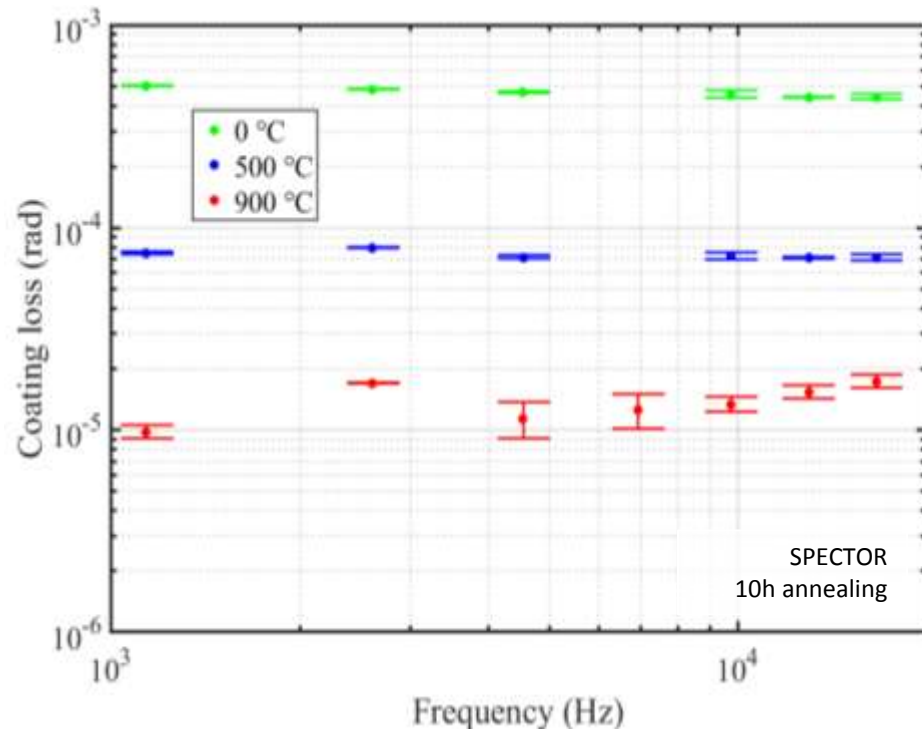 10⁻³
10⁻⁴
10⁻⁵
10⁻⁶
Coating loss (rad)
0 °C
500 °C
900 °C
SPECTOR
10h annealing
10³
10⁴
Frequency (Hz)